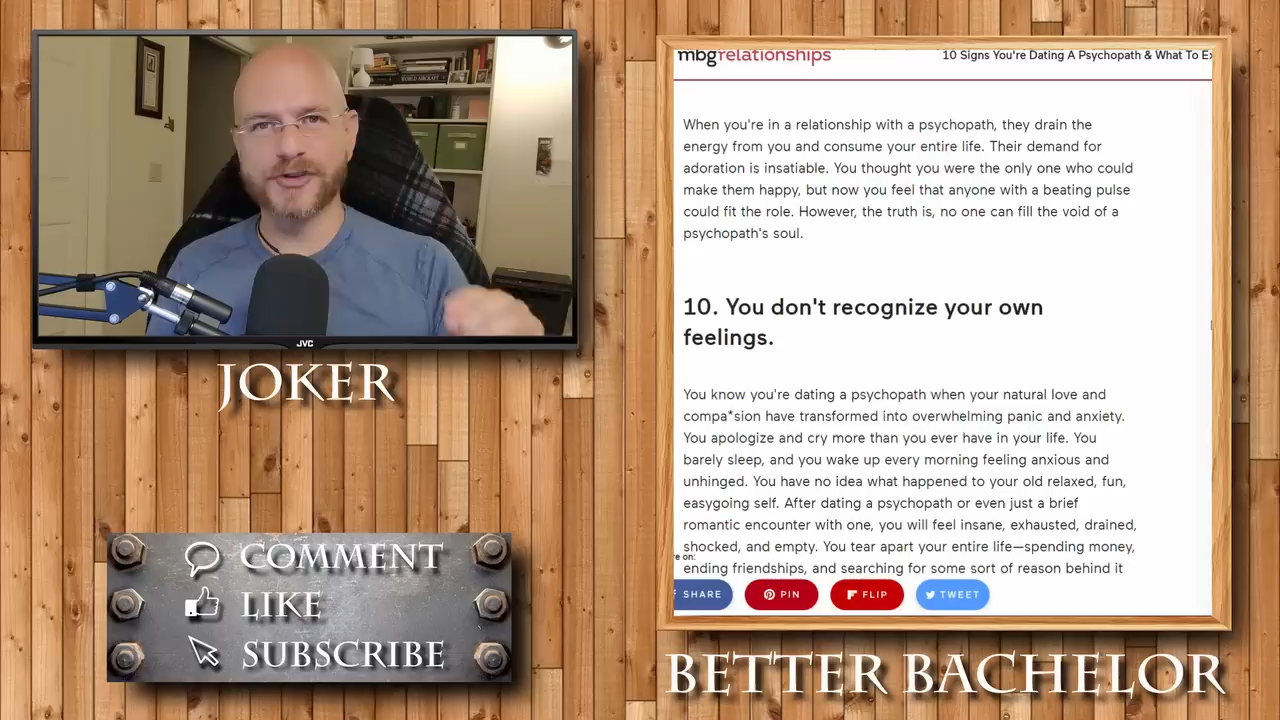 WORLD AIRCRAFT
JVC
JOKER
COMMENT
LIKE
SUBSCRIBE
mbgrelationships
10 Signs You're Dating A Psychopath & What To Ex
When you're in a relationship with a psychopath, they drain the
energy from you and consume your entire life. Their demand for
adoration is insatiable. You thought you were the only one who could
make them happy, but now you feel that anyone with a beating pulse
could fit the role. However, the truth is, no one can fill the void of a
psychopath's soul.
10. You don't recognize your own
feelings.
You know you're dating a psychopath when your natural love and
compa*sion have transformed into overwhelming panic and anxiety.
You apologize and cry more than you ever have in your life. You
barely sleep, and you wake up every morning feeling anxious and
unhinged. You have no idea what happened to your old relaxed, fun,
easygoing self. After dating a psychopath or even just a brief
romantic encounter with one, you will feel insane, exhausted, drained,
shocked, and empty. You tear apart your entire life—spending money,
re on:
ending friendships, and searching for some sort of reason behind it
SHARE
PIN
FLIP
TWEET
BETTER BACHELOR